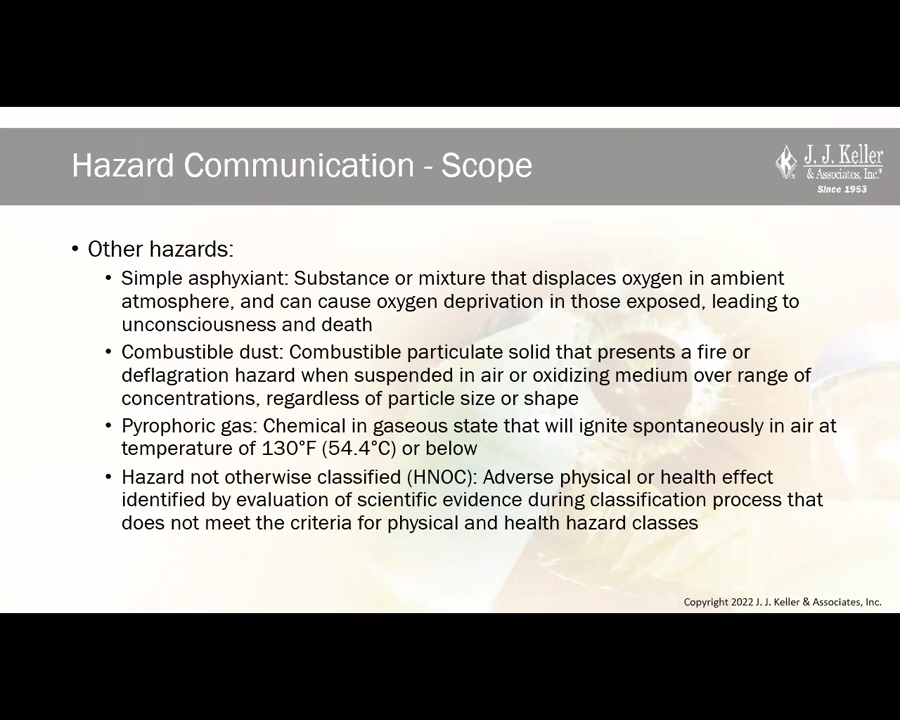 Hazard Communication - Scope
J. J. Keller
& Associates, Inc.®
Since 1953
• Other hazards:
• Simple asphyxiant: Substance or mixture that displaces oxygen in ambient
atmosphere, and can cause oxygen deprivation in those exposed, leading to
unconsciousness and death
• Combustible dust: Combustible particulate solid that presents a fire or
deflagration hazard when suspended in air or oxidizing medium over range of
concentrations, regardless of particle size or shape
• Pyrophoric gas: Chemical in gaseous state that will ignite spontaneously in air at
temperature of 130°F (54.4°C) or below
• Hazard not otherwise classified (HNOC): Adverse physical or health effect
identified by evaluation of scientific evidence during classification process that
does not meet the criteria for physical and health hazard classes
Copyright 2022 J. J. Keller & Associates, Inc.